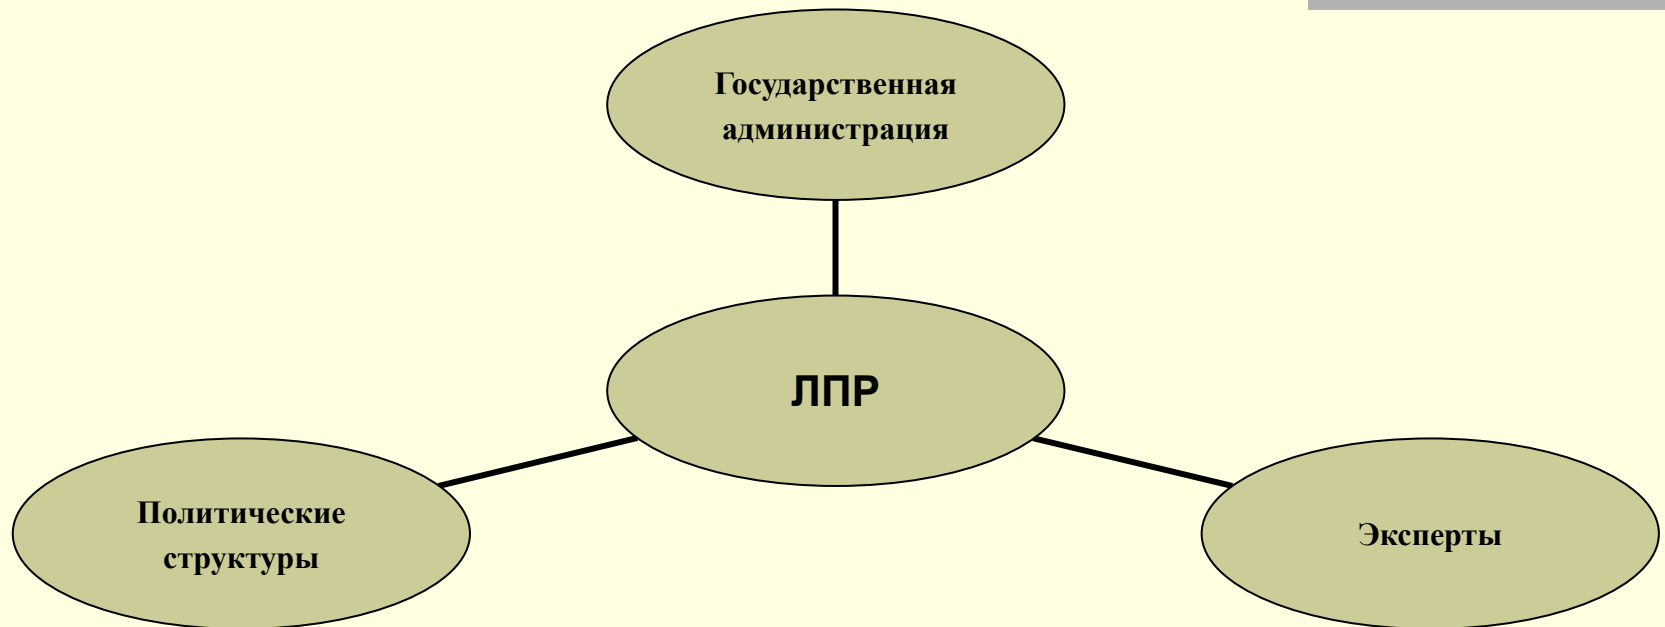 Государственная
администрация
ЛПР
Политические
структуры
Эксперты